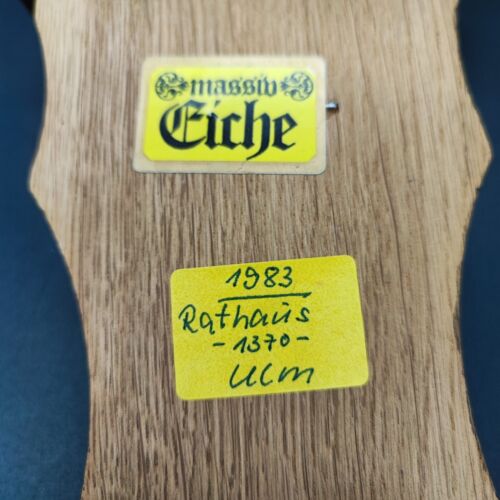 massiv
Eiche
1983
Rathaus
-1370-
Ulm